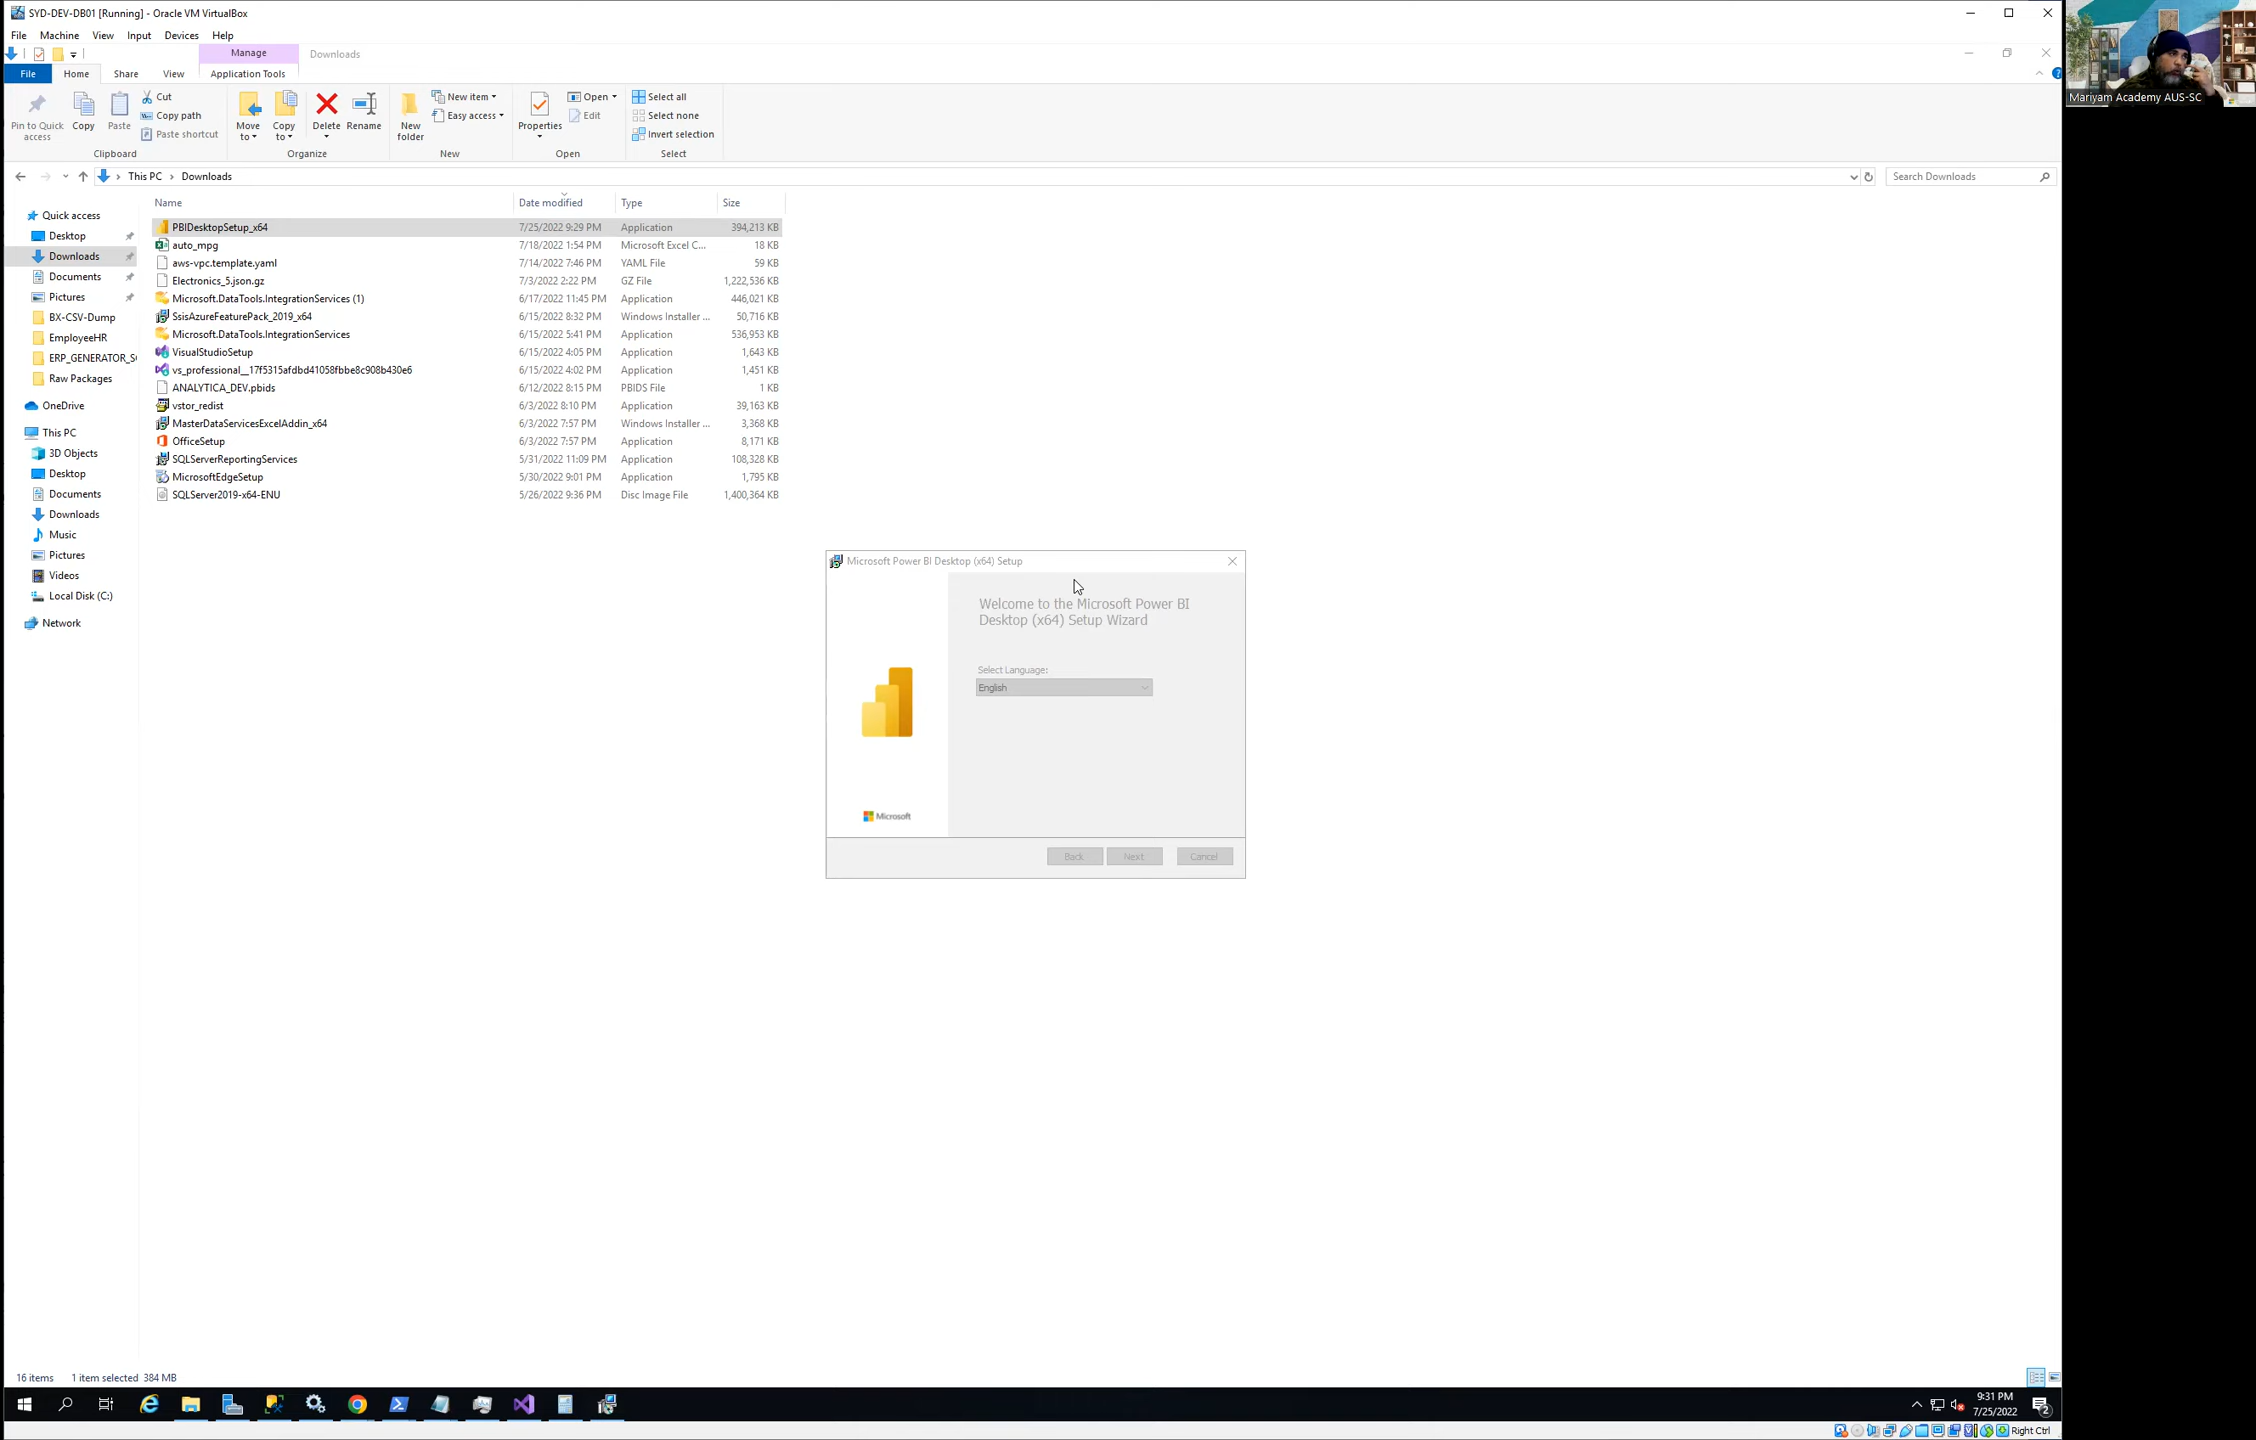 SYD-DEV-DB01 [Running] - Oracle VM VirtualBox
File Machine View Input Devices Help
Manage Downloads
File Home Share View Application Tools
Pin to Quick access
Copy
Paste
Cut
Copy path
Paste shortcut
Clipboard
Move to
Copy to
Delete
Rename
Organize
New folder
New item
Easy access
New
Properties
Open
Edit
Open
Select all
Select none
Invert selection
Select
This PC > Downloads
Search Downloads
Name Date modified Type Size
PBIDesktopSetup_x64 7/25/2022 9:29 PM Application 394,213 KB
auto_mpg 7/18/2022 1:54 PM Microsoft Excel C... 18 KB
aws-vpc.template.yaml 7/14/2022 7:46 PM YAML File 59 KB
Electronics_5.json.gz 7/3/2022 2:22 PM GZ File 1,222,536 KB
Microsoft.DataTools.IntegrationServices (1) 6/17/2022 11:45 PM Application 446,021 KB
SsisAzureFeaturePack_2019_x64 6/15/2022 8:32 PM Windows Installer ... 50,716 KB
Microsoft.DataTools.IntegrationServices 6/15/2022 5:41 PM Application 536,953 KB
VisualStudioSetup 6/15/2022 4:05 PM Application 1,643 KB
vs_professional__17f5315afdbd41058fbbe8c908b430e6 6/15/2022 4:02 PM Application 1,451 KB
ANALYTICA_DEV.pbids 6/12/2022 8:15 PM PBIDS File 1 KB
vstor_redist 6/3/2022 8:10 PM Application 39,163 KB
MasterDataServicesExcelAddin_x64 6/3/2022 7:57 PM Windows Installer ... 3,368 KB
OfficeSetup 6/3/2022 7:57 PM Application 8,171 KB
SQLServerReportingServices 5/31/2022 11:09 PM Application 108,328 KB
MicrosoftEdgeSetup 5/30/2022 9:01 PM Application 1,795 KB
SQLServer2019-x64-ENU 5/26/2022 9:36 PM Disc Image File 1,400,364 KB
Quick access
Desktop
Downloads
Documents
Pictures
BX-CSV-Dump
EmployeeHR
ERP_GENERATOR_S
Raw Packages
OneDrive
This PC
3D Objects
Desktop
Documents
Downloads
Music
Pictures
Videos
Local Disk (C:)
Network
Microsoft Power BI Desktop (x64) Setup
Welcome to the Microsoft Power BI
Desktop (x64) Setup Wizard
Select Language:
English
Microsoft
Back Next Cancel
16 items 1 item selected 384 MB
9:31 PM
7/25/2022
2
Right Ctrl
Mariyam Academy AUS-SC